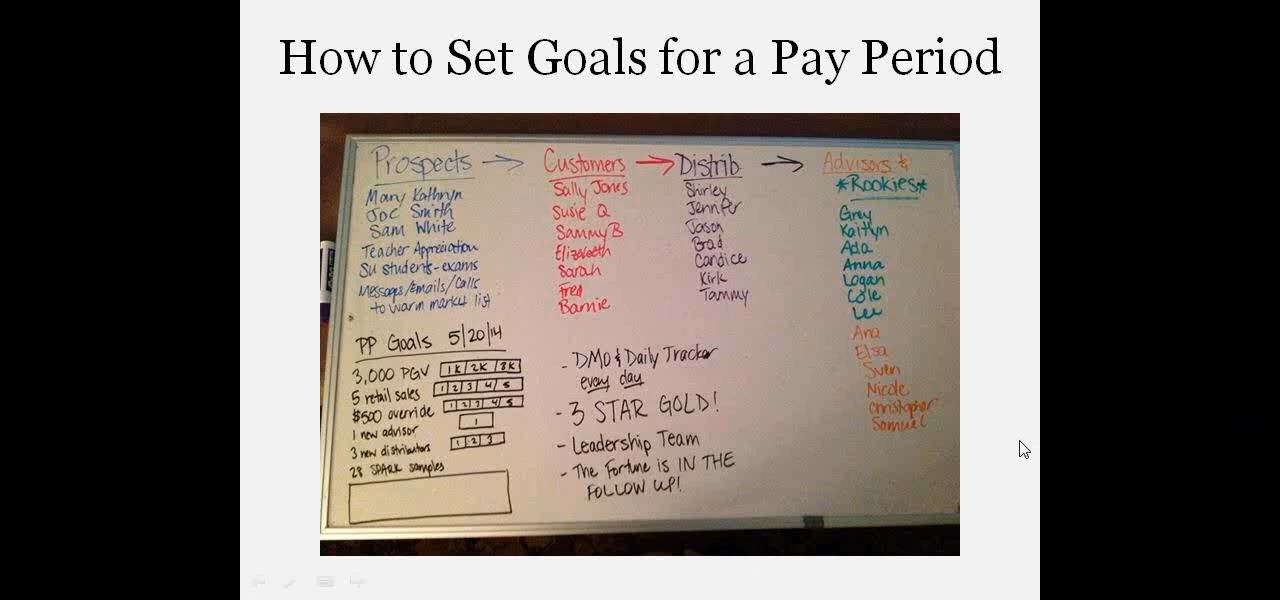 How to Set Goals for a Pay Period
Prospects →
Mary Kathryn
Joe Smith
Sam White
Teacher Appreciation
SU students - exams
Messages/Emails/Calls
to warm market list
Customers →
Sally Jones
Susie Q
Sammy B
Elizabeth
Sarah
Fred
Barnie
Distrib →
Shirley
Jennifer
Jason
Brad
Candice
Kirk
Tammy
Advisors &
*Rookies*
Grey
Kaitlyn
Ada
Anna
Logan
Cole
Lee
Ana
Elsa
Sven
Nicole
Christopher
Samuel
PP Goals 5/20/14
3,000 PGV 1K 2K 3K
5 retail sales 1 2 3 4 5
$500 override 1 2 3 4 5
1 new advisor 1
3 new distributors 1 2 3
28 SPARK samples
- DMO & Daily Tracker
every day
- 3 STAR GOLD!
- Leadership Team
- The Fortune is IN THE
FOLLOW UP!